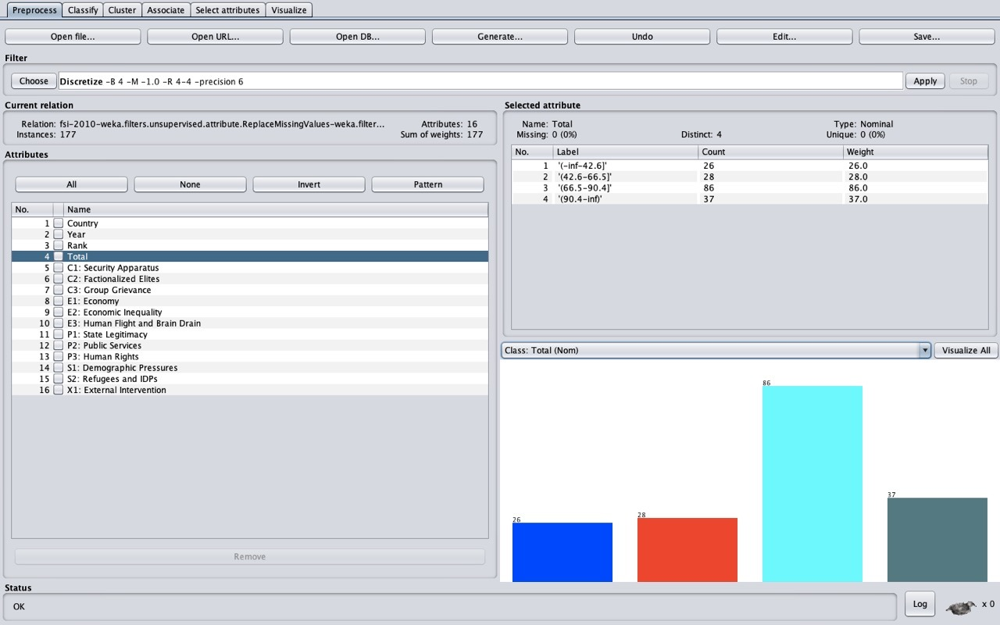 Preprocess Classify Cluster Associate Select attributes Visualize
Open file... Open URL... Open DB... Generate... Undo Edit... Save...
Filter
Choose Discretize -B 4 -M -1.0 -R 4-4 -precision 6 Apply Stop
Current relation
Relation: fsi-2010-weka.filters.unsupervised.attribute.ReplaceMissingValues-weka.filter... Attributes: 16
Instances: 177 Sum of weights: 177
Attributes
All None Invert Pattern
No. Name
1 Country
2 Year
3 Rank
4 Total
5 C1: Security Apparatus
6 C2: Factionalized Elites
7 C3: Group Grievance
8 E1: Economy
9 E2: Economic Inequality
10 E3: Human Flight and Brain Drain
11 P1: State Legitimacy
12 P2: Public Services
13 P3: Human Rights
14 S1: Demographic Pressures
15 S2: Refugees and IDPs
16 X1: External Intervention
Remove
Selected attribute
Name: Total Type: Nominal
Missing: 0 (0%) Distinct: 4 Unique: 0 (0%)
No. Label Count Weight
1 '(-inf-42.6]' 26 26.0
2 '(42.6-66.5]' 28 28.0
3 '(66.5-90.4]' 86 86.0
4 '(90.4-inf)' 37 37.0
Class: Total (Nom) Visualize All
26 28 86 37
Status
OK Log x 0